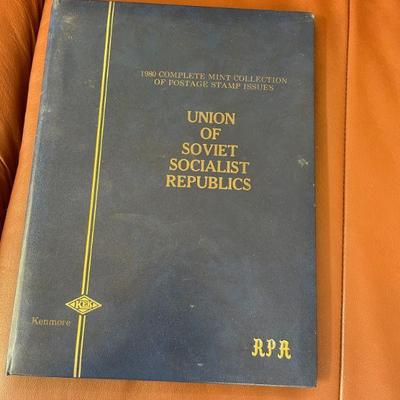 1980 COMPLETE MINT COLLECTION
OF POSTAGE STAMP ISSUES
UNION
OF
SOVIET
SOCIALIST
REPUBLICS
KEN
Kenmore
RPA